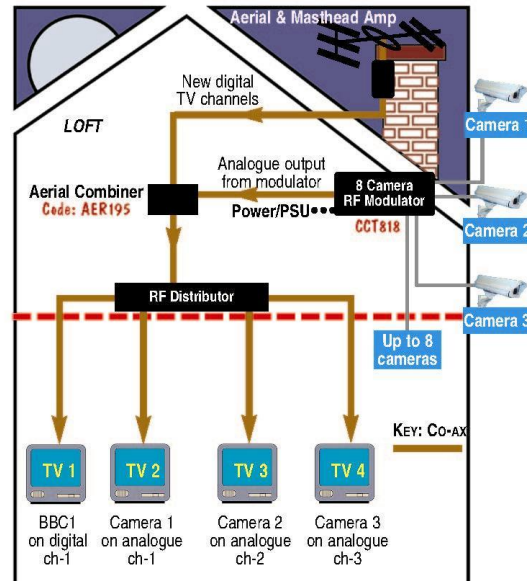 Aerial & Masthead Amp
New digital
TV channels
LOFT
Camera 1
Analogue output
from modulator
8 Camera
RF Modulator
Aerial Combiner
Code: AER195
Power/PSU
CCT818
Camera 2
RF Distributor
Camera 3
Up to 8
cameras
KEY: CO-AX
TV 1
TV 2
TV 3
TV 4
BBC1
on digital
ch-1
Camera 1
on analogue
ch-1
Camera 2
on analogue
ch-2
Camera 3
on analogue
ch-3